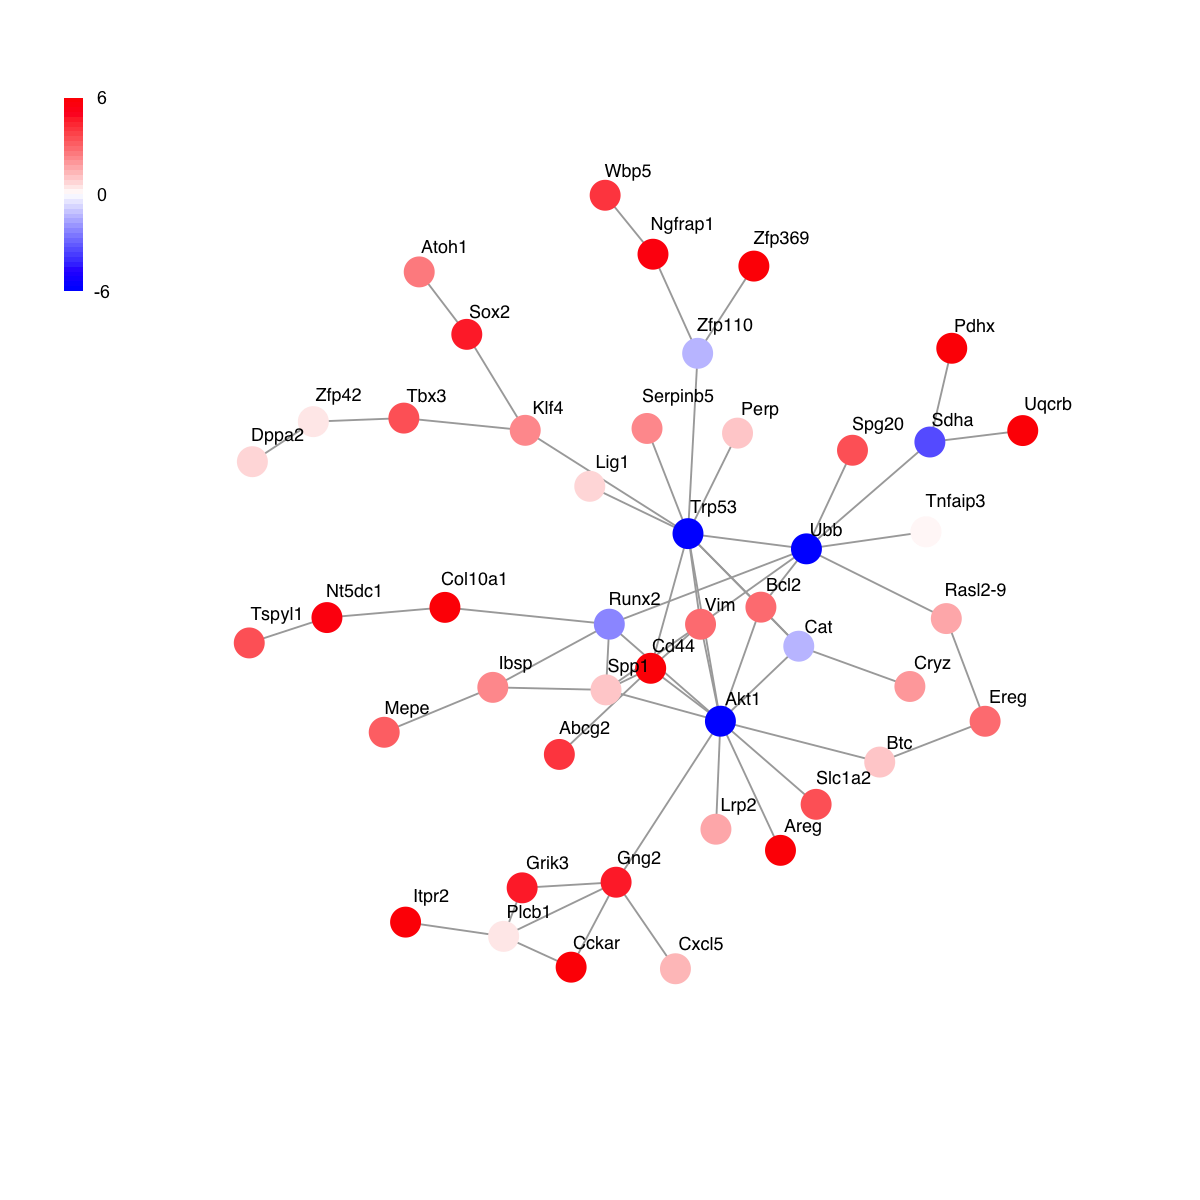 6
0
-6
Wbp5
Ngfrap1
Zfp369
Atoh1
Sox2
Zfp110
Pdhx
Zfp42
Tbx3
Klf4
Serpinb5
Perp
Spg20
Sdha
Uqcrb
Dppa2
Lig1
Trp53
Ubb
Tnfaip3
Tspyl1
Nt5dc1
Col10a1
Runx2
Vim
Bcl2
Rasl2-9
Cat
Ibsp
Spp1
Cd44
Cryz
Mepe
Abcg2
Akt1
Ereg
Btc
Slc1a2
Lrp2
Areg
Grik3
Gng2
Itpr2
Plcb1
Cckar
Cxcl5